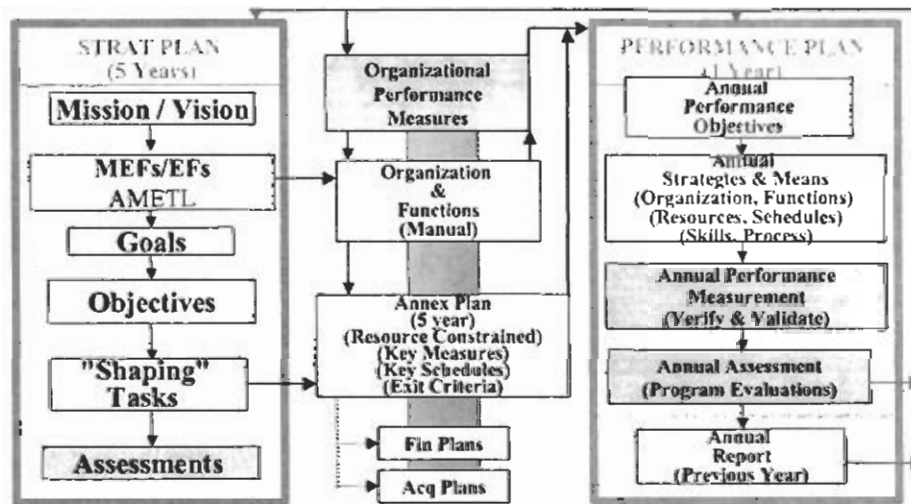 STRAT PLAN
(5 Years)
Mission / Vision
MEFs/EFs
AMETL
Goals
Objectives
"Shaping"
Tasks
Assessments
Organizational
Performance
Measures
Organization
&
Functions
(Manual)
Annex Plan
(5 year)
(Resource Constrained)
(Key Measures)
(Key Schedules)
(Exit Criteria)
Fin Plans
Acq Plans
PERFORMANCE PLAN
(1 Year)
Annual
Performance
Objectives
Annual
Strategies & Means
(Organization, Functions)
(Resources, Schedules)
(Skills, Process)
Annual Performance
Measurement
(Verify & Validate)
Annual Assessment
(Program Evaluations)
Annual
Report
(Previous Year)